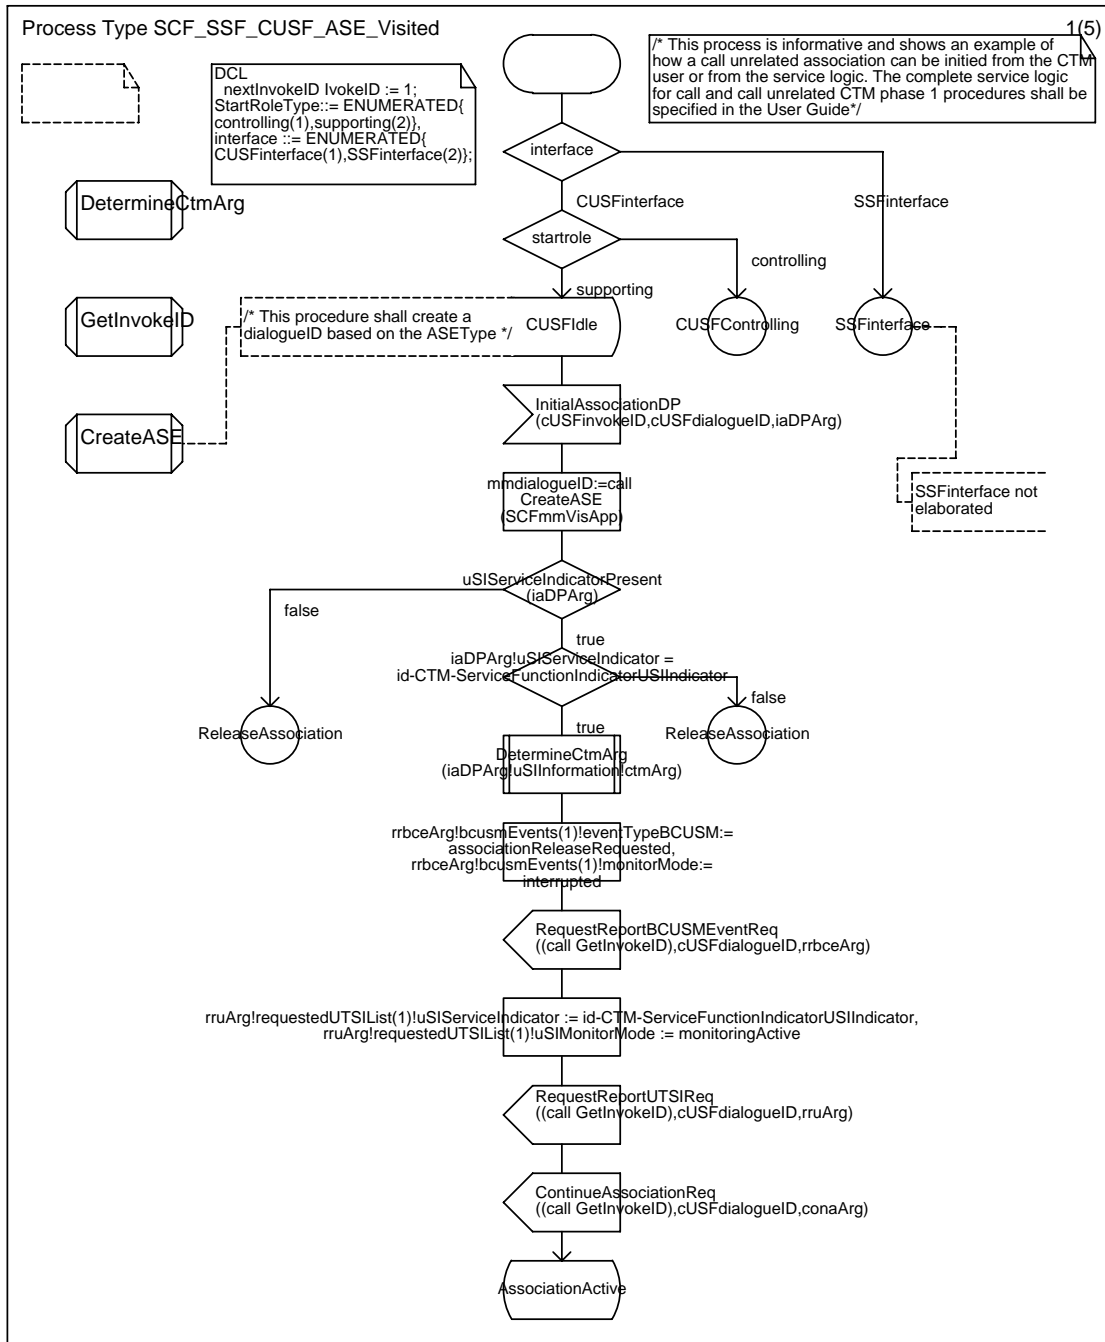 Process Type SCF_SSF_CUSF_ASE_Visited
1(5)
/* This process is informative and shows an example of
how a call unrelated association can be initied from the CTM
user or from the service logic. The complete service logic
for call and call unrelated CTM phase 1 procedures shall be
specified in the User Guide*/
DCL
nextInvokeID IvokeID := 1;
StartRoleType::= ENUMERATED{
controlling(1),supporting(2)},
interface ::= ENUMERATED{
CUSFinterface(1),SSFinterface(2)};
interface
DetermineCtmArg
CUSFinterface
SSFinterface
startrole
controlling
supporting
GetInvokeID
/* This procedure shall create a
dialogueID based on the ASEType */
CUSFIdle
CUSFControlling
SSFinterface
InitialAssociationDP
(cUSFinvokeID,cUSFdialogueID,iaDPArg)
CreateASE
mmdialogueID:=call
CreateASE
(SCFmmVisApp)
SSFinterface not
elaborated
uSIServiceIndicatorPresent
(iaDPArg)
false
true
iaDPArg!uSIServiceIndicator =
id-CTM-ServiceFunctionIndicatorUSIIndicator
false
true
ReleaseAssociation
ReleaseAssociation
DetermineCtmArg
(iaDPArg!uSIInformation!ctmArg)
rrbceArg!bcusmEvents(1)!eventTypeBCUSM:=
associationReleaseRequested,
rrbceArg!bcusmEvents(1)!monitorMode:=
interrupted
RequestReportBCUSMEventReq
((call GetInvokeID),cUSFdialogueID,rrbceArg)
rruArg!requestedUTSIList(1)!uSIServiceIndicator := id-CTM-ServiceFunctionIndicatorUSIIndicator,
rruArg!requestedUTSIList(1)!uSIMonitorMode := monitoringActive
RequestReportUTSIReq
((call GetInvokeID),cUSFdialogueID,rruArg)
ContinueAssociationReq
((call GetInvokeID),cUSFdialogueID,conaArg)
AssociationActive